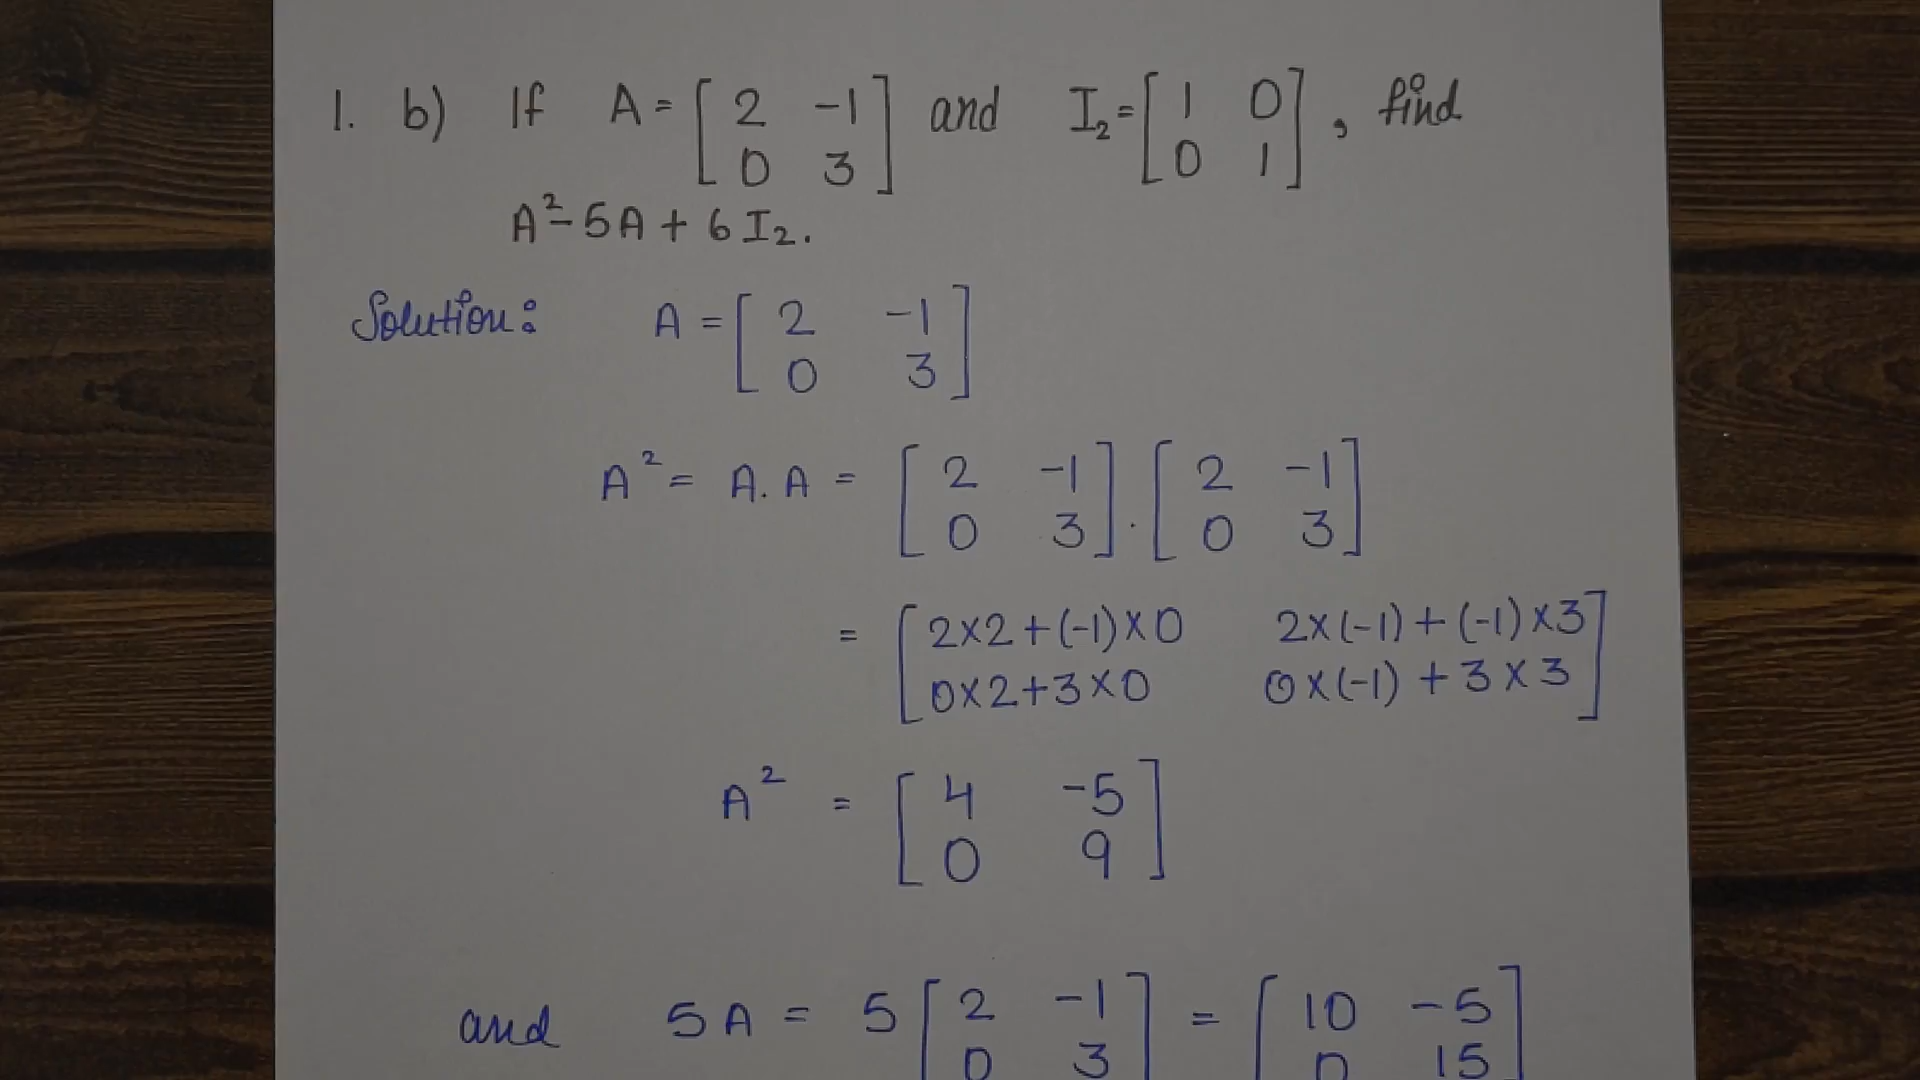 1. b) If A = [2 -1; 0 3] and I₂ = [1 0; 0 1], find
A² - 5A + 6I₂.
Solution: A = [2 -1; 0 3]
A² = A.A = [2 -1; 0 3] . [2 -1; 0 3]
= [2×2+(-1)×0 2×(-1)+(-1)×3; 0×2+3×0 0×(-1)+3×3]
A² = [4 -5; 0 9]
and 5A = 5 [2 -1; 0 3] = [10 -5; 0 15]